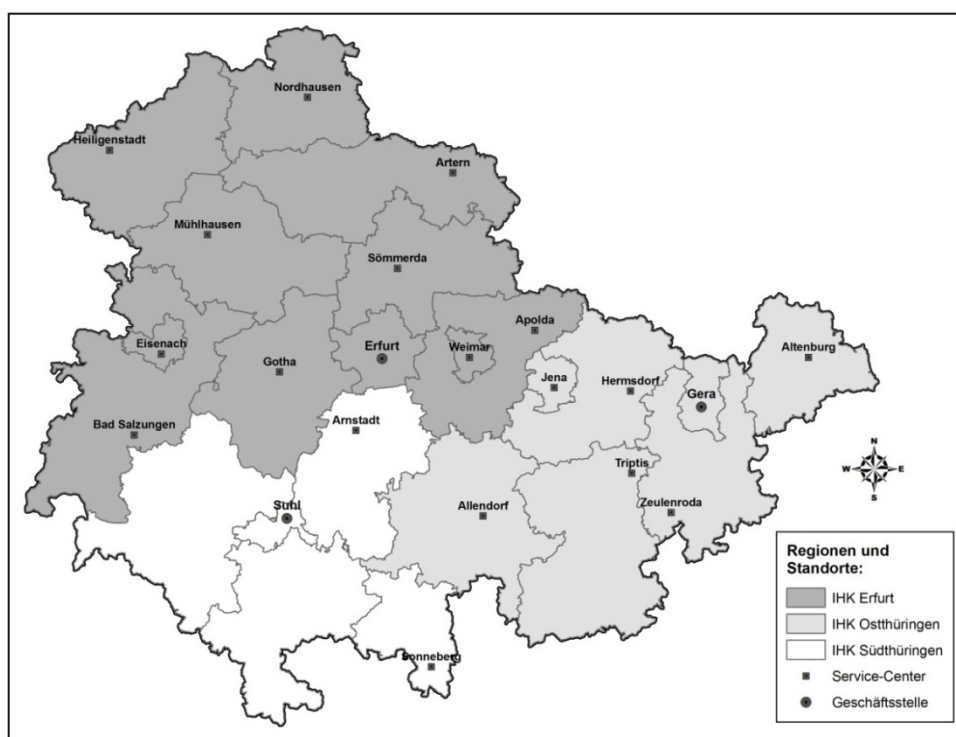 Nordhausen
Heiligenstadt
Artern
Mühlhausen
Sömmerda
Apolda
Eisenach
Gotha
Erfurt
Weimar
Altenburg
Jena
Hermsdorf
Gera
Bad Salzungen
Arnstadt
Triptis
Suhl
Allendorf
Zeulenroda
Sonneberg
N
W E
S
Regionen und
Standorte:
IHK Erfurt
IHK Ostthüringen
IHK Südthüringen
Service-Center
Geschäftsstelle